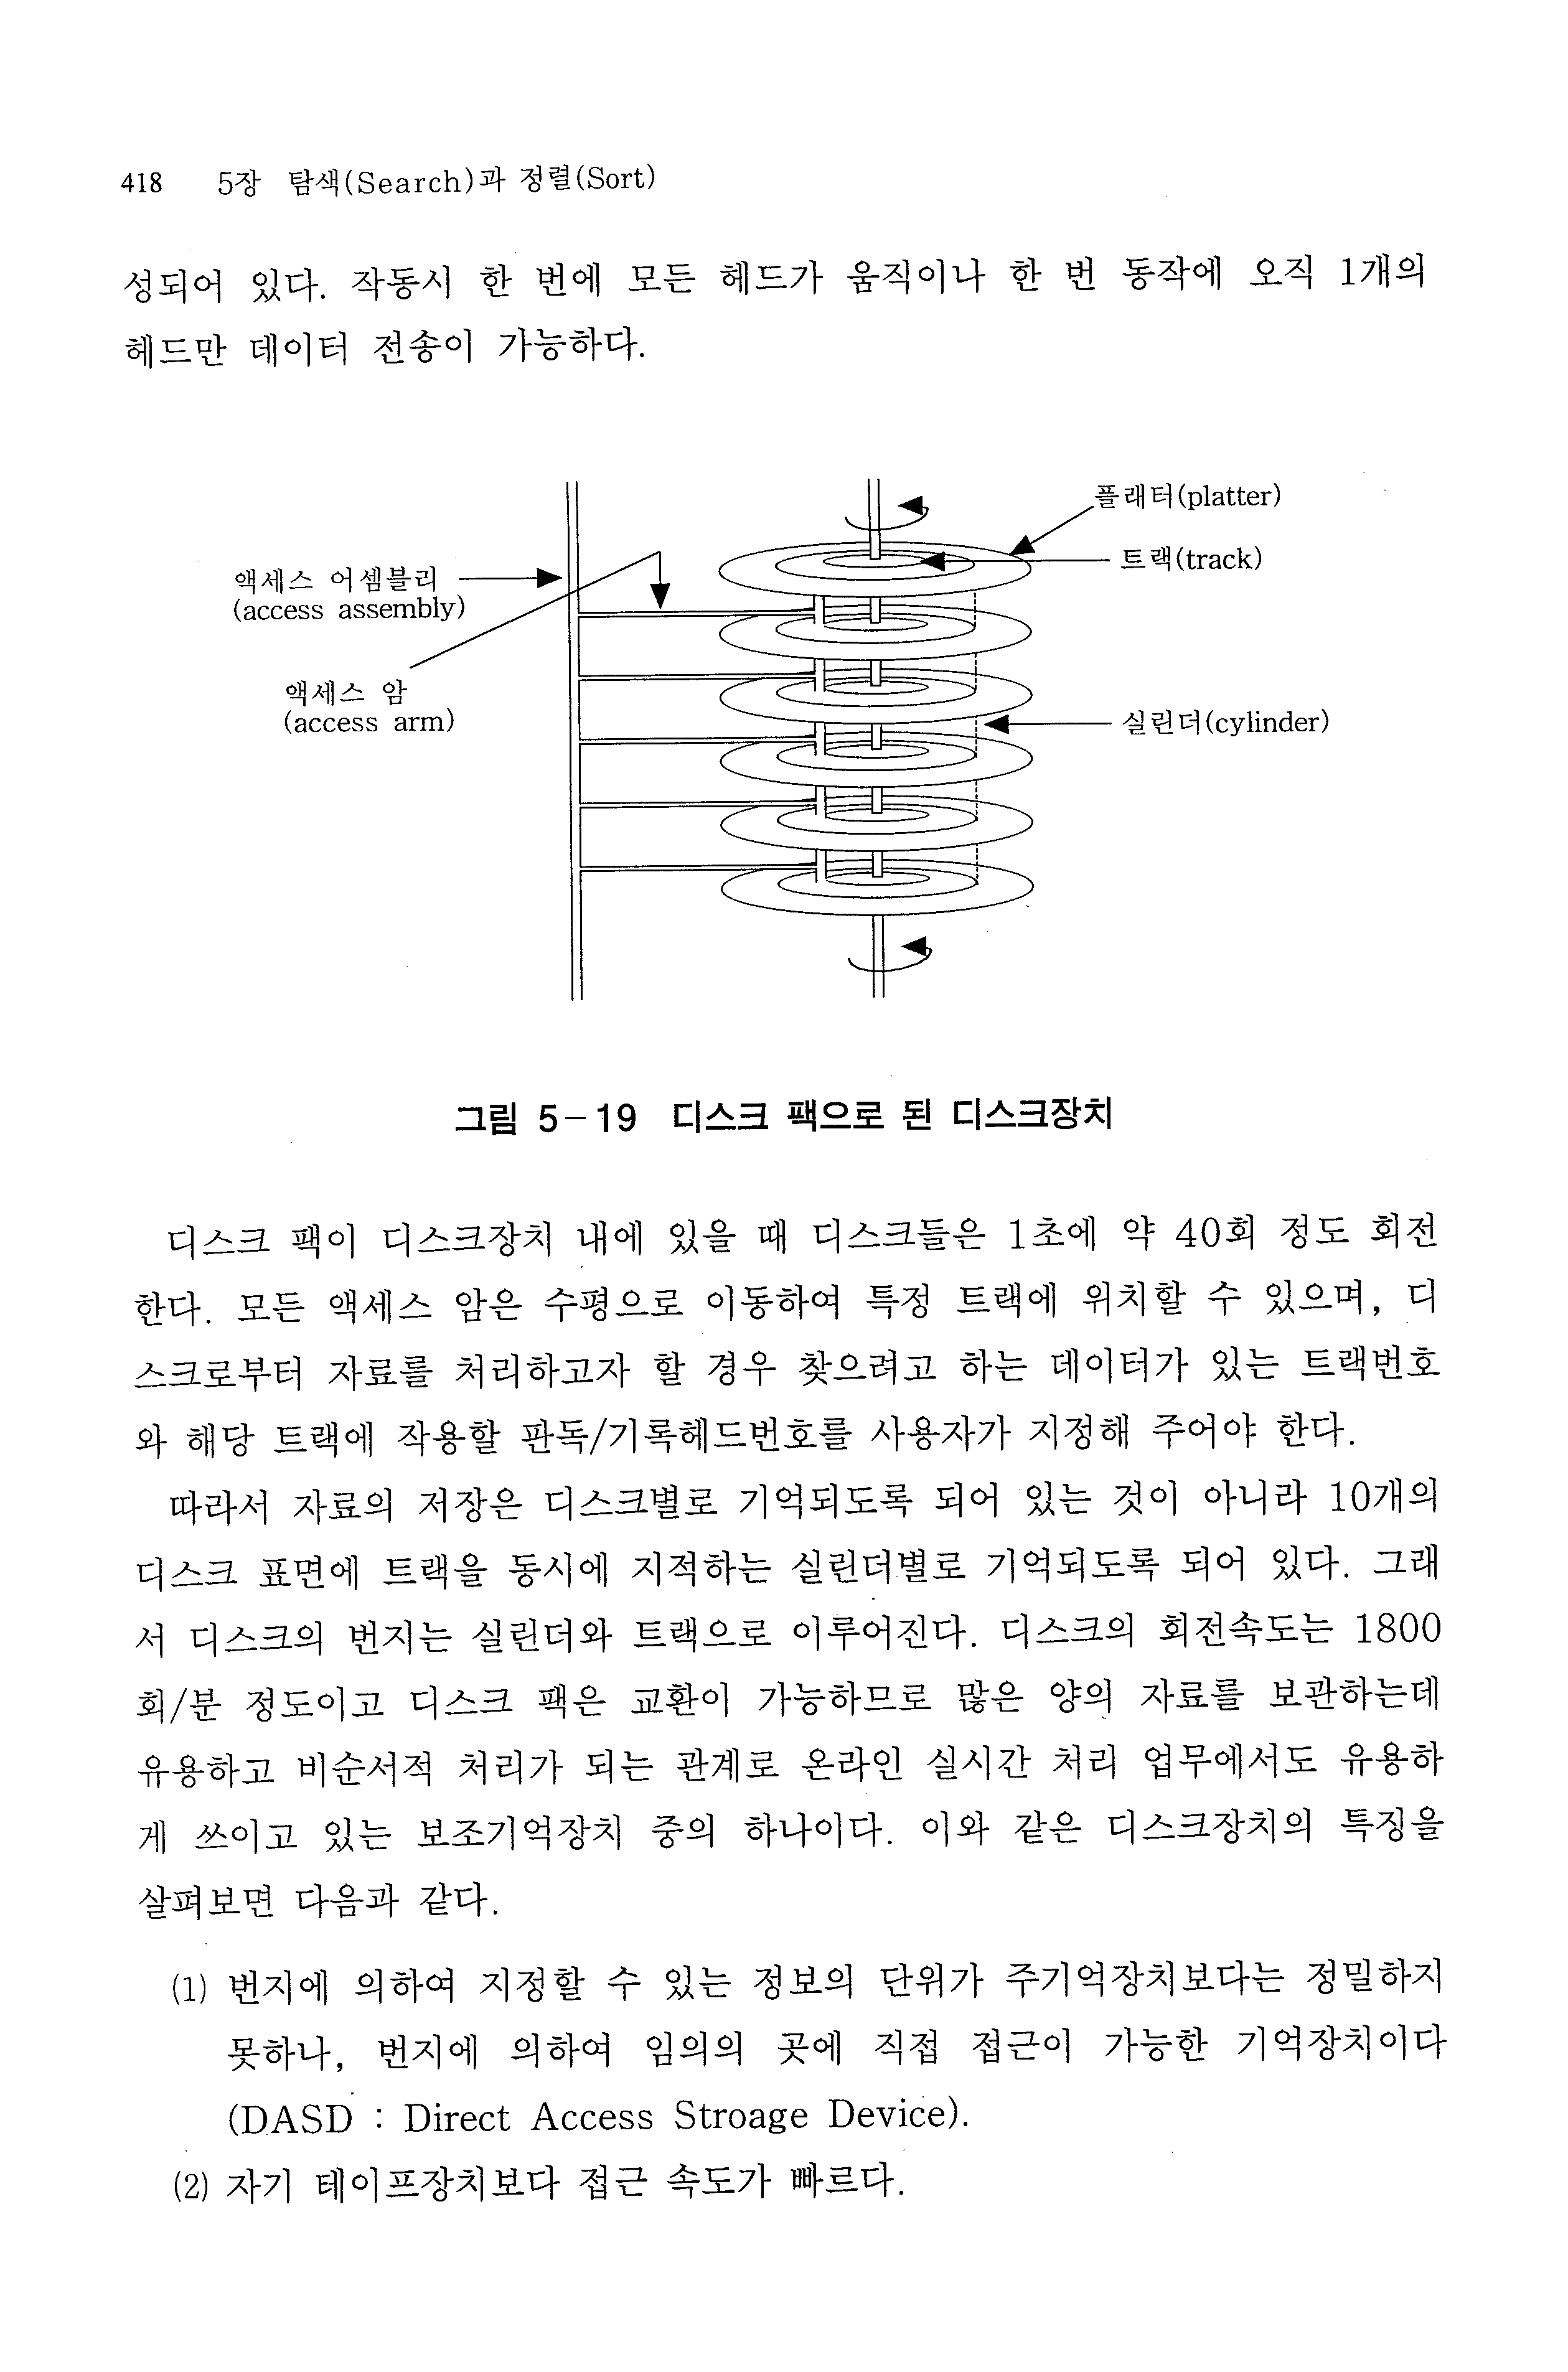 418 5장 탐색(Search)과 정렬(Sort)
성되어 있다. 작동시 한 번에 모든 헤드가 움직이나 한 번 동작에 오직 1개의
헤드만 데이터 전송이 가능하다.
플래터(platter)
트랙(track)
액세스 어셈블리
(access assembly)
액세스 암
(access arm)
실린더(cylinder)
그림 5-19 디스크 팩으로 된 디스크장치
디스크 팩이 디스크장치 내에 있을 때 디스크들은 1초에 약 40회 정도 회전
한다. 모든 액세스 암은 수평으로 이동하여 특정 트랙에 위치할 수 있으며, 디
스크로부터 자료를 처리하고자 할 경우 찾으려고 하는 데이터가 있는 트랙번호
와 해당 트랙에 작용할 판독/기록헤드번호를 사용자가 지정해 주어야 한다.
따라서 자료의 저장은 디스크별로 기억되도록 되어 있는 것이 아니라 10개의
디스크 표면에 트랙을 동시에 지적하는 실린더별로 기억되도록 되어 있다. 그래
서 디스크의 번지는 실린더와 트랙으로 이루어진다. 디스크의 회전속도는 1800
회/분 정도이고 디스크 팩은 교환이 가능하므로 많은 양의 자료를 보관하는데
유용하고 비순서적 처리가 되는 관계로 온라인 실시간 처리 업무에서도 유용하
게 쓰이고 있는 보조기억장치 중의 하나이다. 이와 같은 디스크장치의 특징을
살펴보면 다음과 같다.
(1) 번지에 의하여 지정할 수 있는 정보의 단위가 주기억장치보다는 정밀하지
못하나, 번지에 의하여 임의의 곳에 직접 접근이 가능한 기억장치이다
(DASD : Direct Access Stroage Device).
(2) 자기 테이프장치보다 접근 속도가 빠르다.